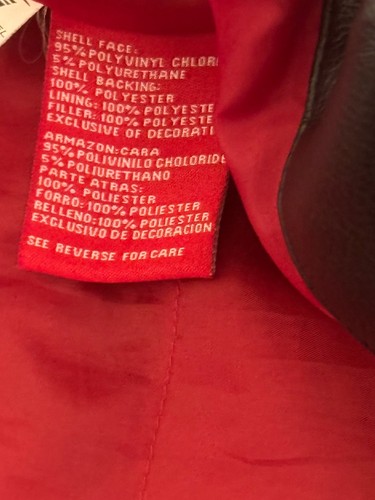 SHELL FACE:
95% POLYVINYL CHLORI
5% POLYURETHANE
SHELL BACKING:
100% POLYESTER
LINING: 100% POLYESTE
FILLER: 100% POLYESTE
EXCLUSIVE OF DECORATI
ARMAZON: CARA
95% POLIVINILO CHOLORIDE
5% POLIURETHANO
PARTE ATRAS:
100% POLIESTER
FORRO: 100% POLIESTER
RELLENO: 100% POLIESTER
EXCLUSIVO DE DECORACION
SEE REVERSE FOR CARE